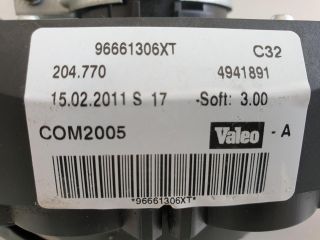 96661306XT C32
204.770 4941891
15.02.2011 S 17 -Soft: 3.00
COM2005 Valeo - A
*96661306XT*